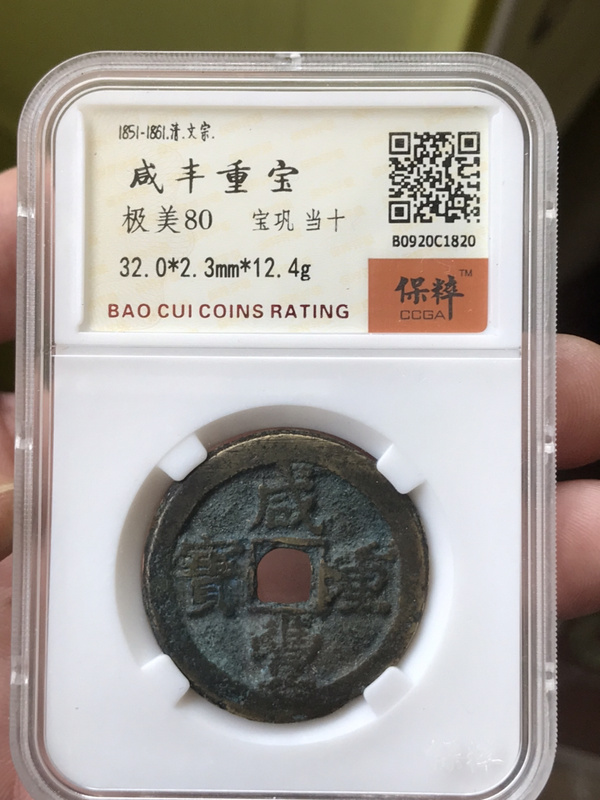 1851-1861.清.文宗.
咸丰重宝
极美80 宝巩 当十
32.0*2.3mm*12.4g
B0920C1820
BAO CUI COINS RATING
保粹™
CCGA
咸
寶 重
豐